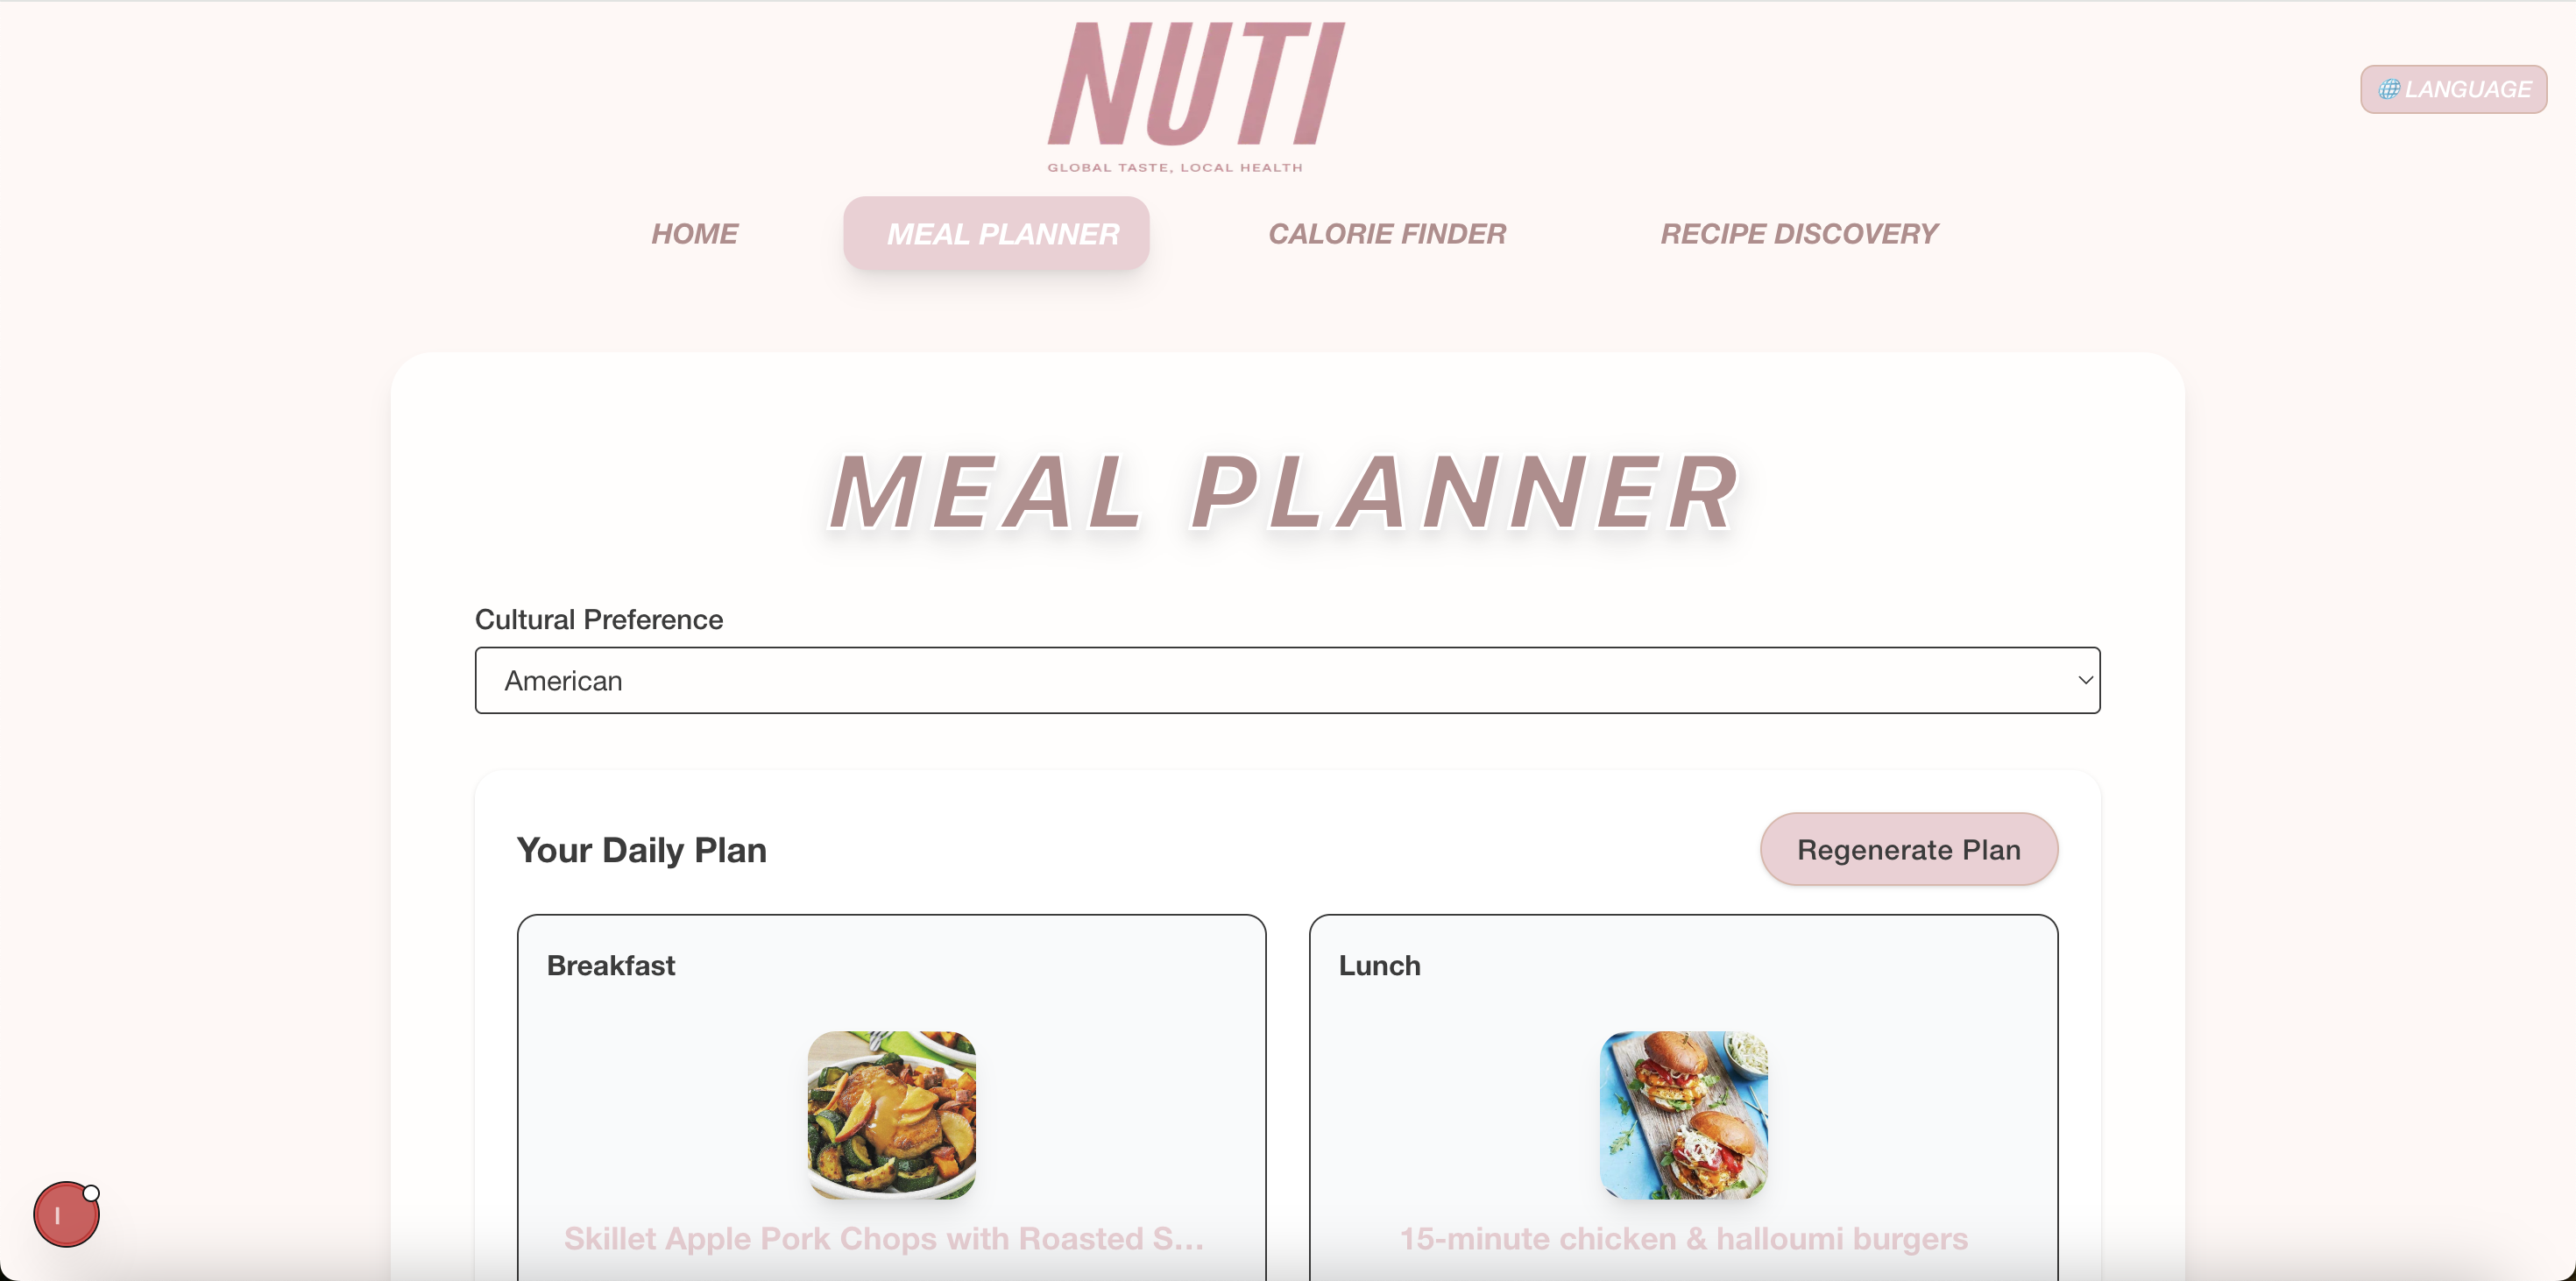 NUTI
GLOBAL TASTE, LOCAL HEALTH
🌐 LANGUAGE
HOME
MEAL PLANNER
CALORIE FINDER
RECIPE DISCOVERY
MEAL PLANNER
Cultural Preference
American
Your Daily Plan
Regenerate Plan
Breakfast
Lunch
Skillet Apple Pork Chops with Roasted S...
15-minute chicken & halloumi burgers